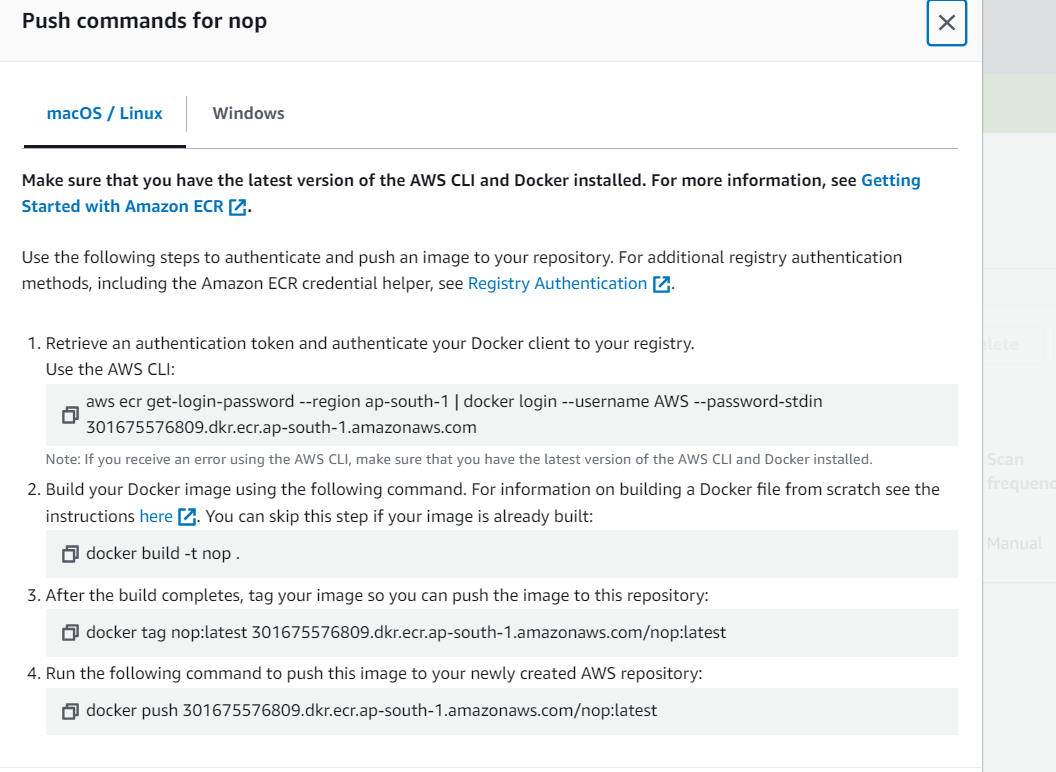 Push commands for nop
macOS / Linux
Windows
Make sure that you have the latest version of the AWS CLI and Docker installed. For more information, see Getting
Started with Amazon ECR.
Use the following steps to authenticate and push an image to your repository. For additional registry authentication
methods, including the Amazon ECR credential helper, see Registry Authentication.
1. Retrieve an authentication token and authenticate your Docker client to your registry.
Use the AWS CLI:
aws ecr get-login-password --region ap-south-1 | docker login --username AWS --password-stdin
301675576809.dkr.ecr.ap-south-1.amazonaws.com
Note: If you receive an error using the AWS CLI, make sure that you have the latest version of the AWS CLI and Docker installed.
2. Build your Docker image using the following command. For information on building a Docker file from scratch see the
instructions here. You can skip this step if your image is already built:
docker build -t nop .
3. After the build completes, tag your image so you can push the image to this repository:
docker tag nop:latest 301675576809.dkr.ecr.ap-south-1.amazonaws.com/nop:latest
4. Run the following command to push this image to your newly created AWS repository:
docker push 301675576809.dkr.ecr.ap-south-1.amazonaws.com/nop:latest
Scan
Manual